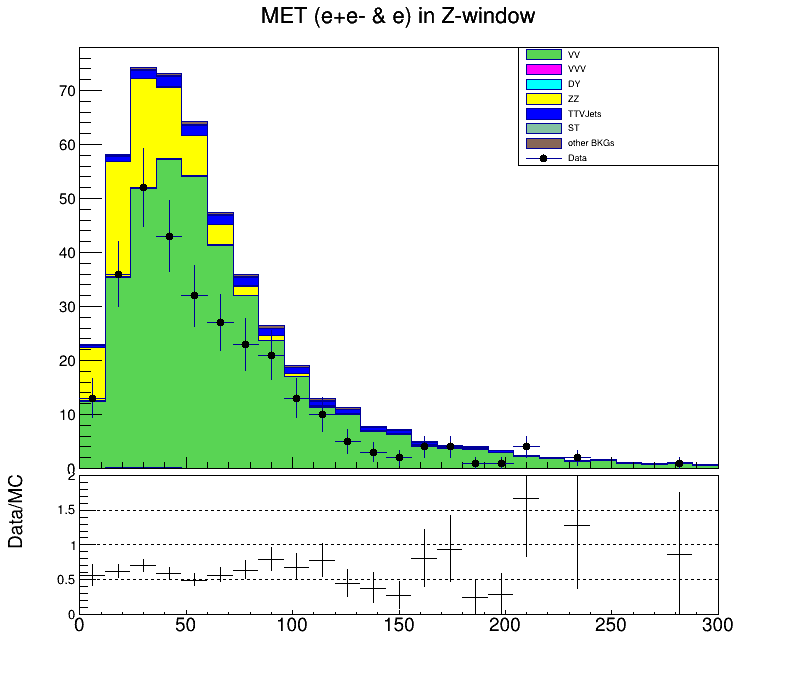 MET (e+e- & e) in Z-window
VV
VVV
DY
ZZ
TTVJets
ST
other BKGs
Data
70
60
50
40
30
20
10
0
Data/MC
2
1.5
1
0.5
0
0 50 100 150 200 250 300